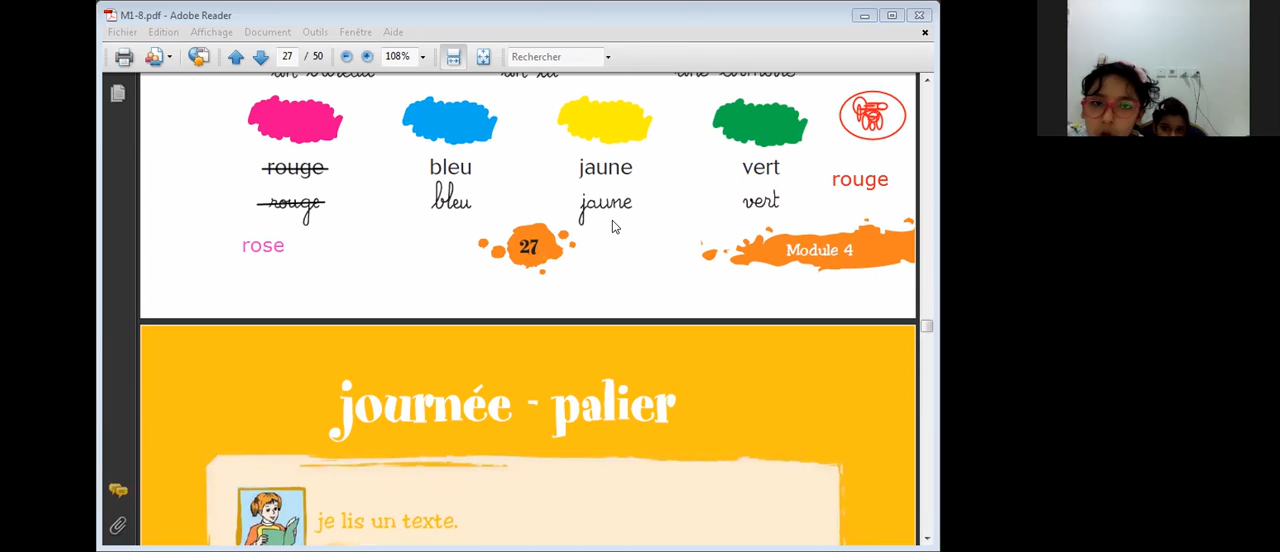 M1-8.pdf - Adobe Reader
Fichier Edition Affichage Document Outils Fenêtre Aide
27 / 50 108% Rechercher
rouge bleu jaune vert
rouge
rouge bleu jaune vert
rose
27
Module 4
journée - palier
je lis un texte.